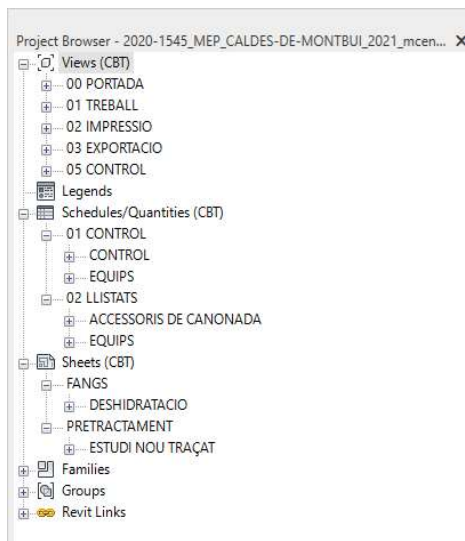 Project Browser - 2020-1545_MEP_CALDES-DE-MONTBUI_2021_mcen...
Views (CBT)
00 PORTADA
01 TREBALL
02 IMPRESSIO
03 EXPORTACIO
05 CONTROL
Legends
Schedules/Quantities (CBT)
01 CONTROL
CONTROL
EQUIPS
02 LLISTATS
ACCESSORIS DE CANONADA
EQUIPS
Sheets (CBT)
FANGS
DESHIDRATACIO
PRETRACTAMENT
ESTUDI NOU TRAÇAT
Families
Groups
Revit Links